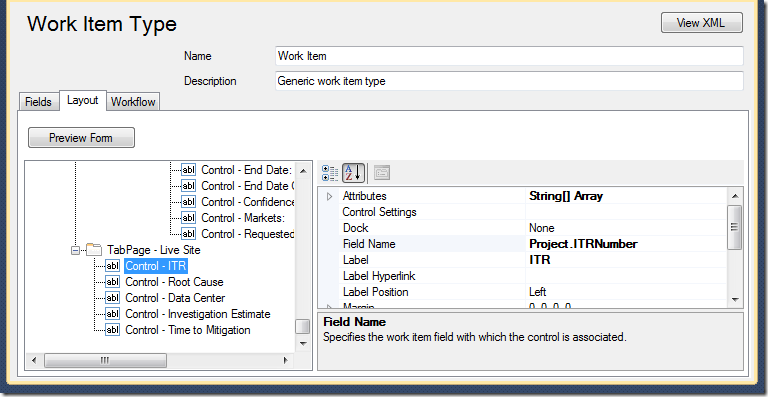 Work Item Type
View XML
Name
Work Item
Description
Generic work item type
Fields
Layout
Workflow
Preview Form
abl Control - End Date:
abl Control - End Date C
abl Control - Confidence
abl Control - Markets:
abl Control - Requested
TabPage - Live Site
abl Control - ITR
abl Control - Root Cause
abl Control - Data Center
abl Control - Investigation Estimate
abl Control - Time to Mitigation
A Z
Attributes String[] Array
Control Settings
Dock None
Field Name Project.ITRNumber
Label ITR
Label Hyperlink
Label Position Left
Margin 0, 0, 0, 0
Field Name
Specifies the work item field with which the control is associated.